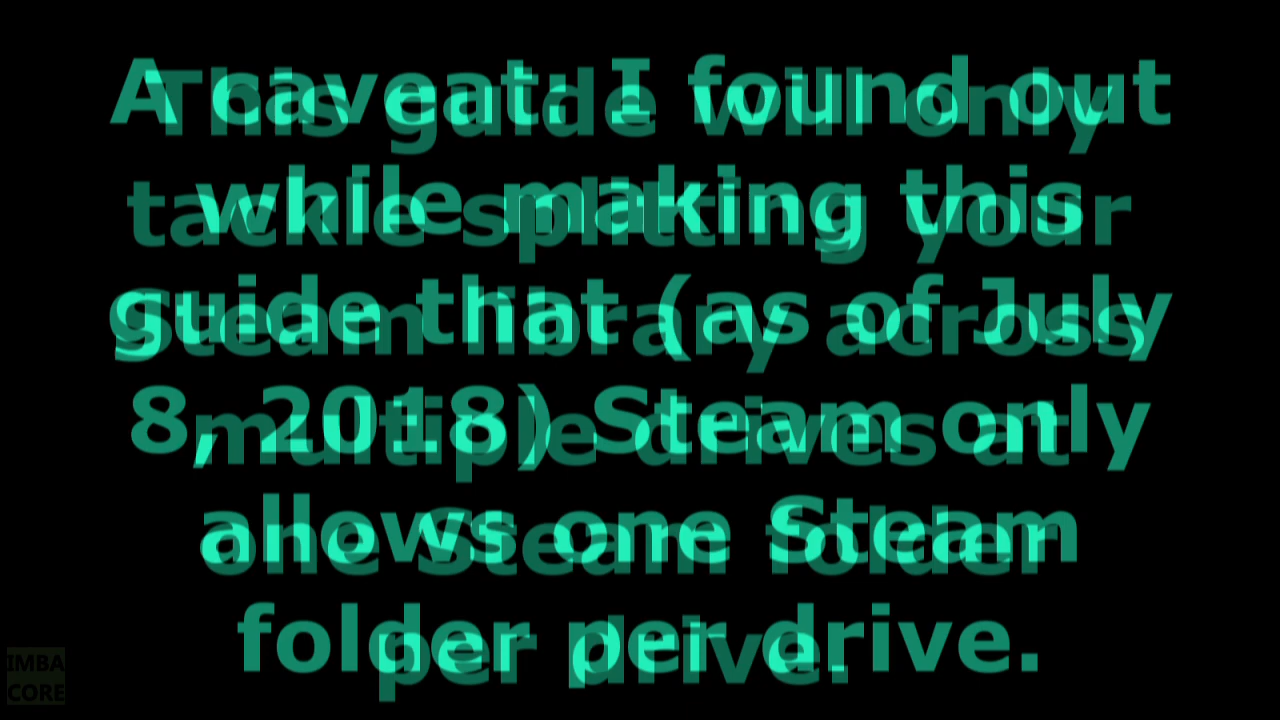 A caveat: I found out
while making this
guide that (as of July
8, 2018) Steam only
allows one Steam
folder per drive.
This guide will only
tackle splitting your
Steam library across
multiple drives at
one Steam folder
per drive.
IMBA
CORE